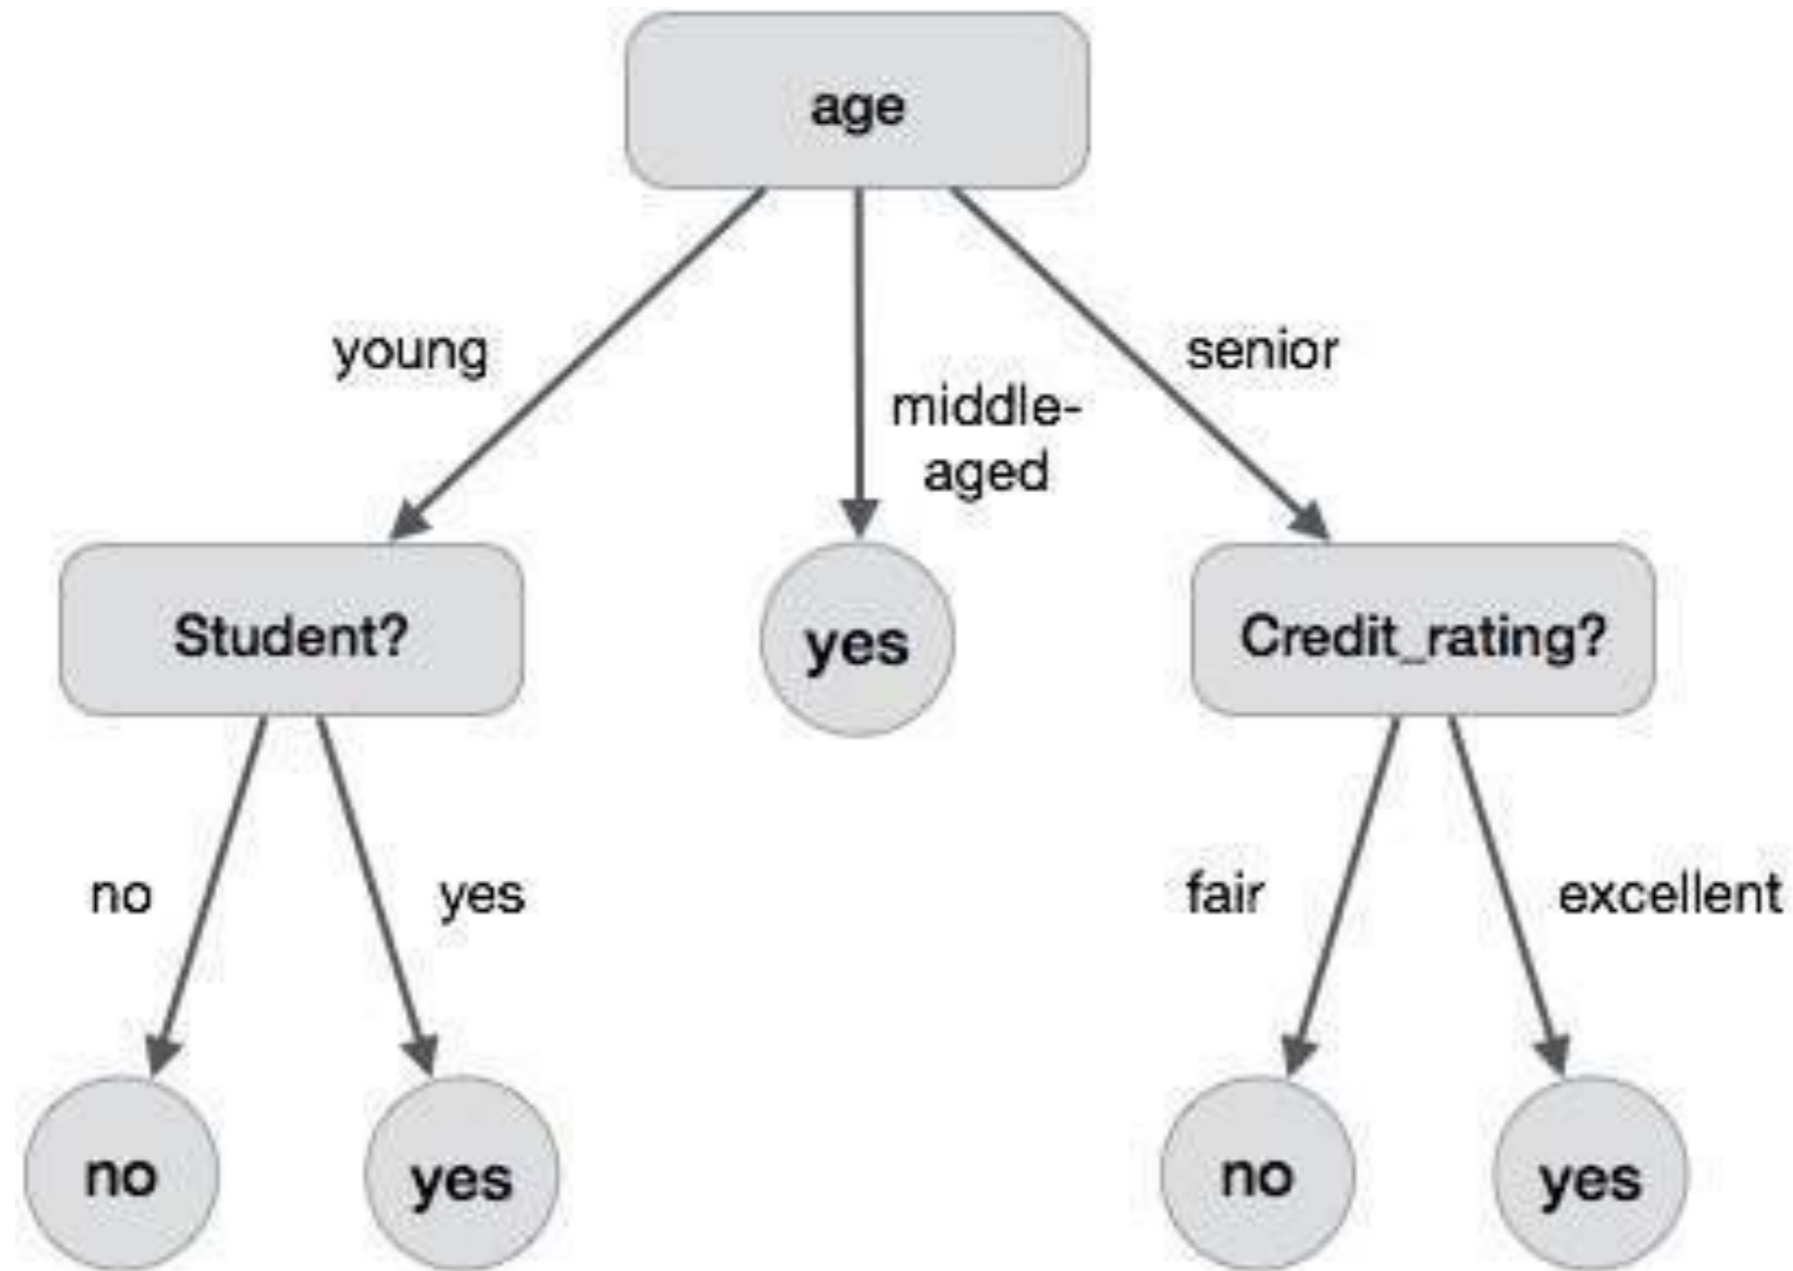 age
young
senior
middle-
aged
Student?
yes
Credit_rating?
no
yes
fair
excellent
no
yes
no
yes